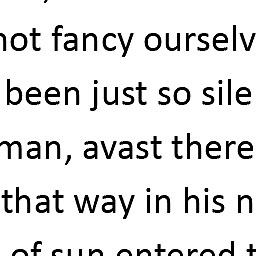 not fancy ourselv
been just so sile
man, avast there
that way in his n
of sun entered t